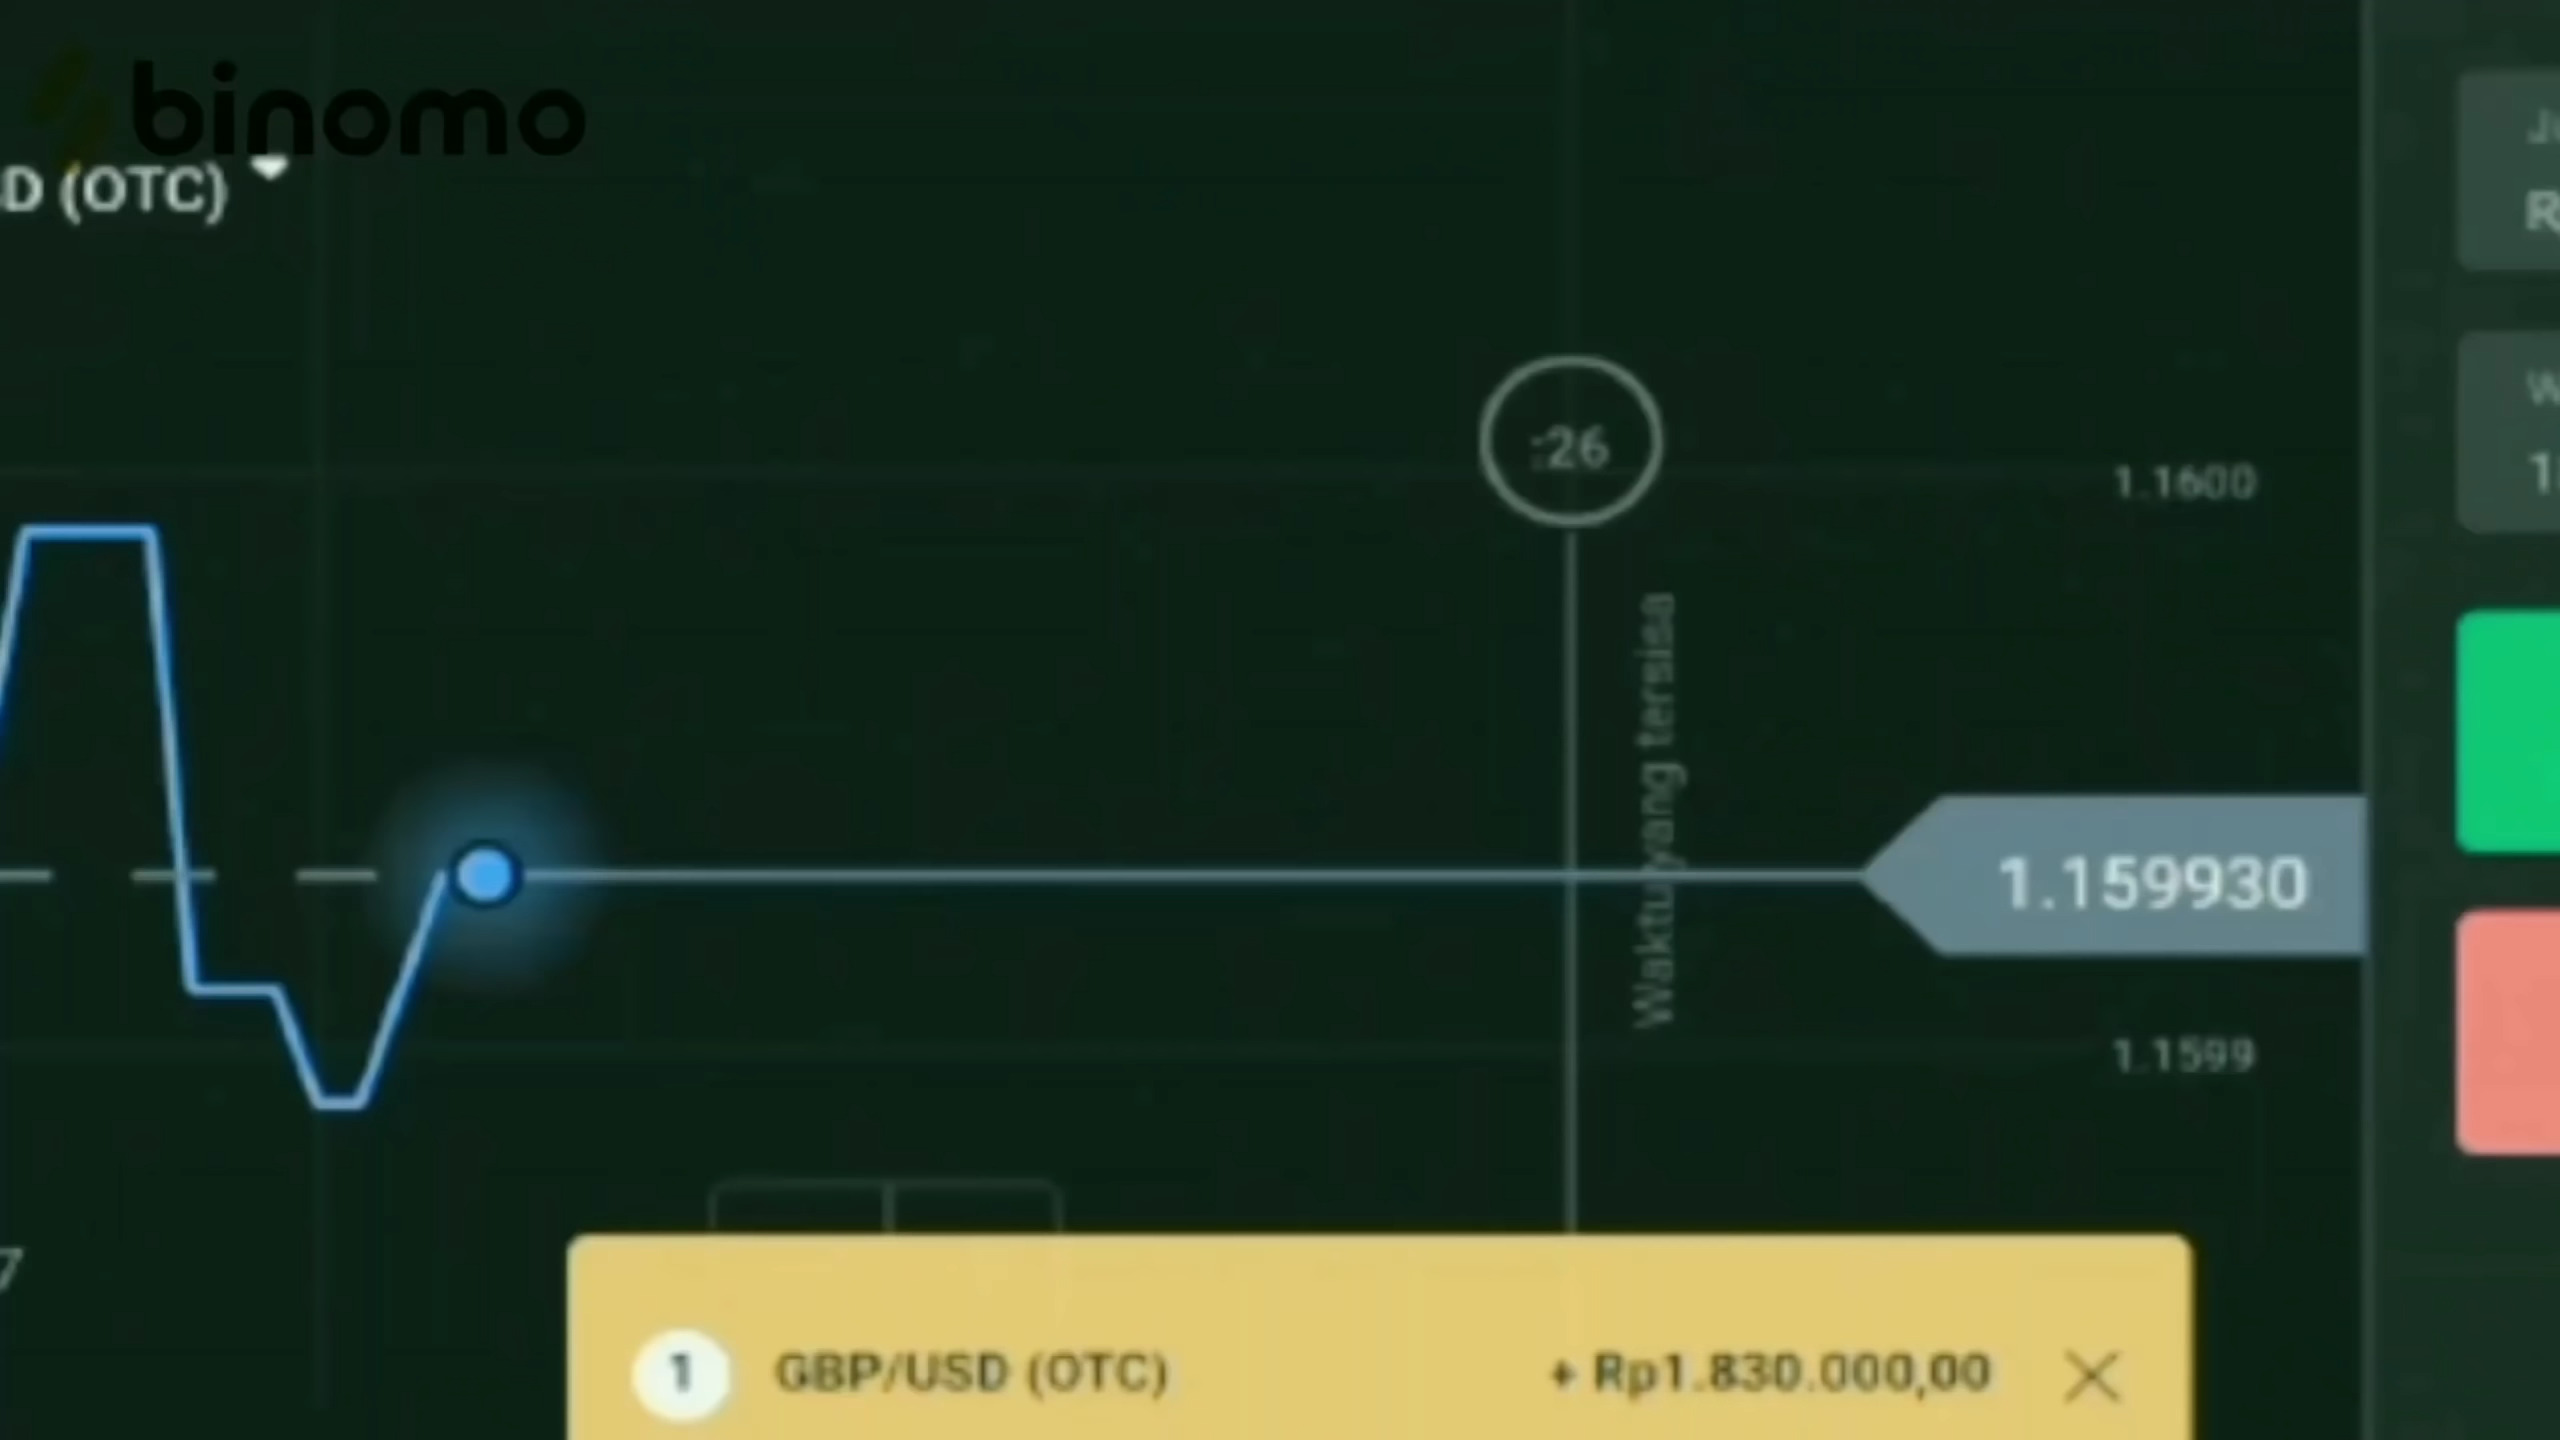 binomo
D (OTC)
:26
1.1600
Waktu yang tersisa
1.159930
1.1599
7
1 GBP/USD (OTC) + Rp1.830.000,00